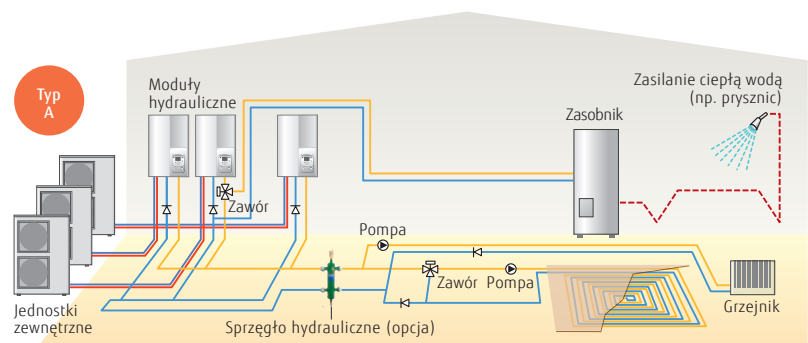 Typ
A
Moduły
hydrauliczne
Zasilanie ciepłą wodą
(np. prysznic)
Zasobnik
Zawór
Pompa
Zawór
Pompa
Jednostki
zewnętrzne
Sprzęgło hydrauliczne (opcja)
Grzejnik